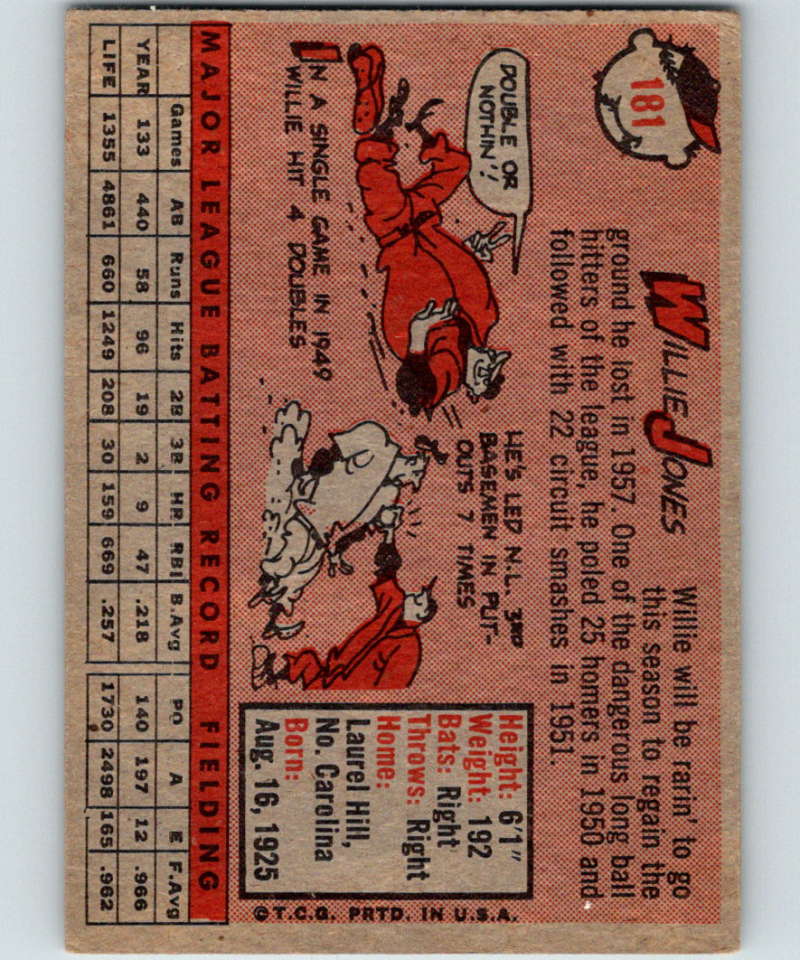 181
WILLIE JONES
Willie will be rarin' to go
this season to regain the
ground he lost in 1957. One of the dangerous long ball
hitters of the league, he poled 25 homers in 1950 and
followed with 22 circuit smashes in 1951.
DOUBLE OR
NOTHIN'!
IN A SINGLE GAME IN 1949
WILLIE HIT 4 DOUBLES
HE'S LED N.L. 3RD
BASEMEN IN PUT-
OUTS 7 TIMES
Height: 6'1"
Weight: 192
Bats: Right
Throws: Right
Home:
Laurel Hill,
No. Carolina
Born:
Aug. 16, 1925
©T.C.G. PRTD. IN U.S.A.
MAJOR LEAGUE BATTING RECORD FIELDING
Games AB Runs Hits 2B 3B HR RBI B.Avg PO A E F.Avg
YEAR 133 440 58 96 19 2 9 47 .218 140 197 12 .966
LIFE 1355 4861 660 1249 208 30 159 669 .257 1730 2498 165 .962